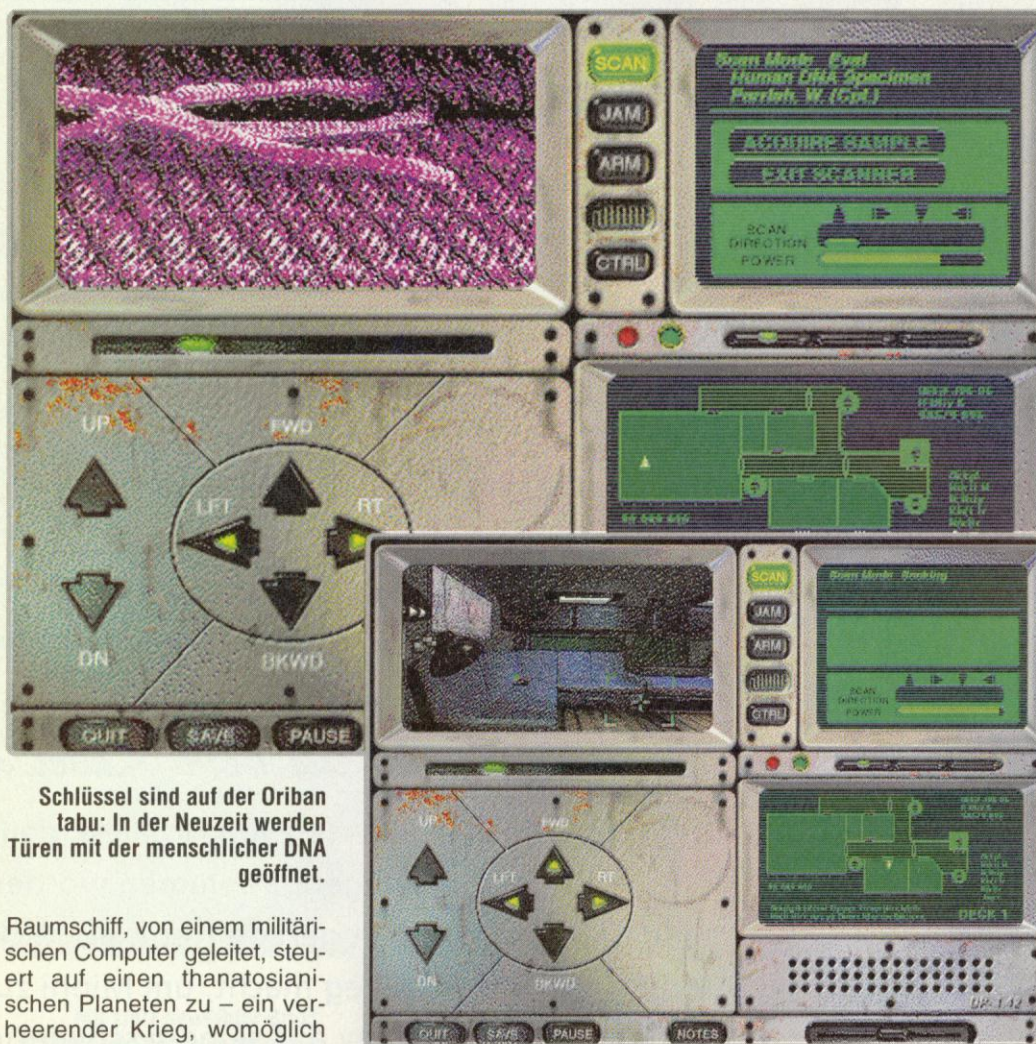 SCAN
JAM
ARM
CTRL
Scan Mode Eval
Human DNA Specimen
Parrish, W. (Cpl.)
ACQUIRE SAMPLE
EXIT SCANNER
SCAN
DIRECTION
POWER
UP
DN
FWD
LFT
RT
BKWD
QUIT
SAVE
PAUSE
SCAN
JAM
ARM
CTRL
Scan Mode
SCAN
DIRECTION
POWER
UP
DN
FWD
LFT
RT
BKWD
DECK 1
QUIT
SAVE
PAUSE
NOTES
Schlüssel sind auf der Oriban
tabu: In der Neuzeit werden
Türen mit der menschlicher DNA
geöffnet.
Raumschiff, von einem militäri-
schen Computer geleitet, steu-
ert auf einen thanatosiani-
schen Planeten zu – ein ver-
heerender Krieg, womöglich